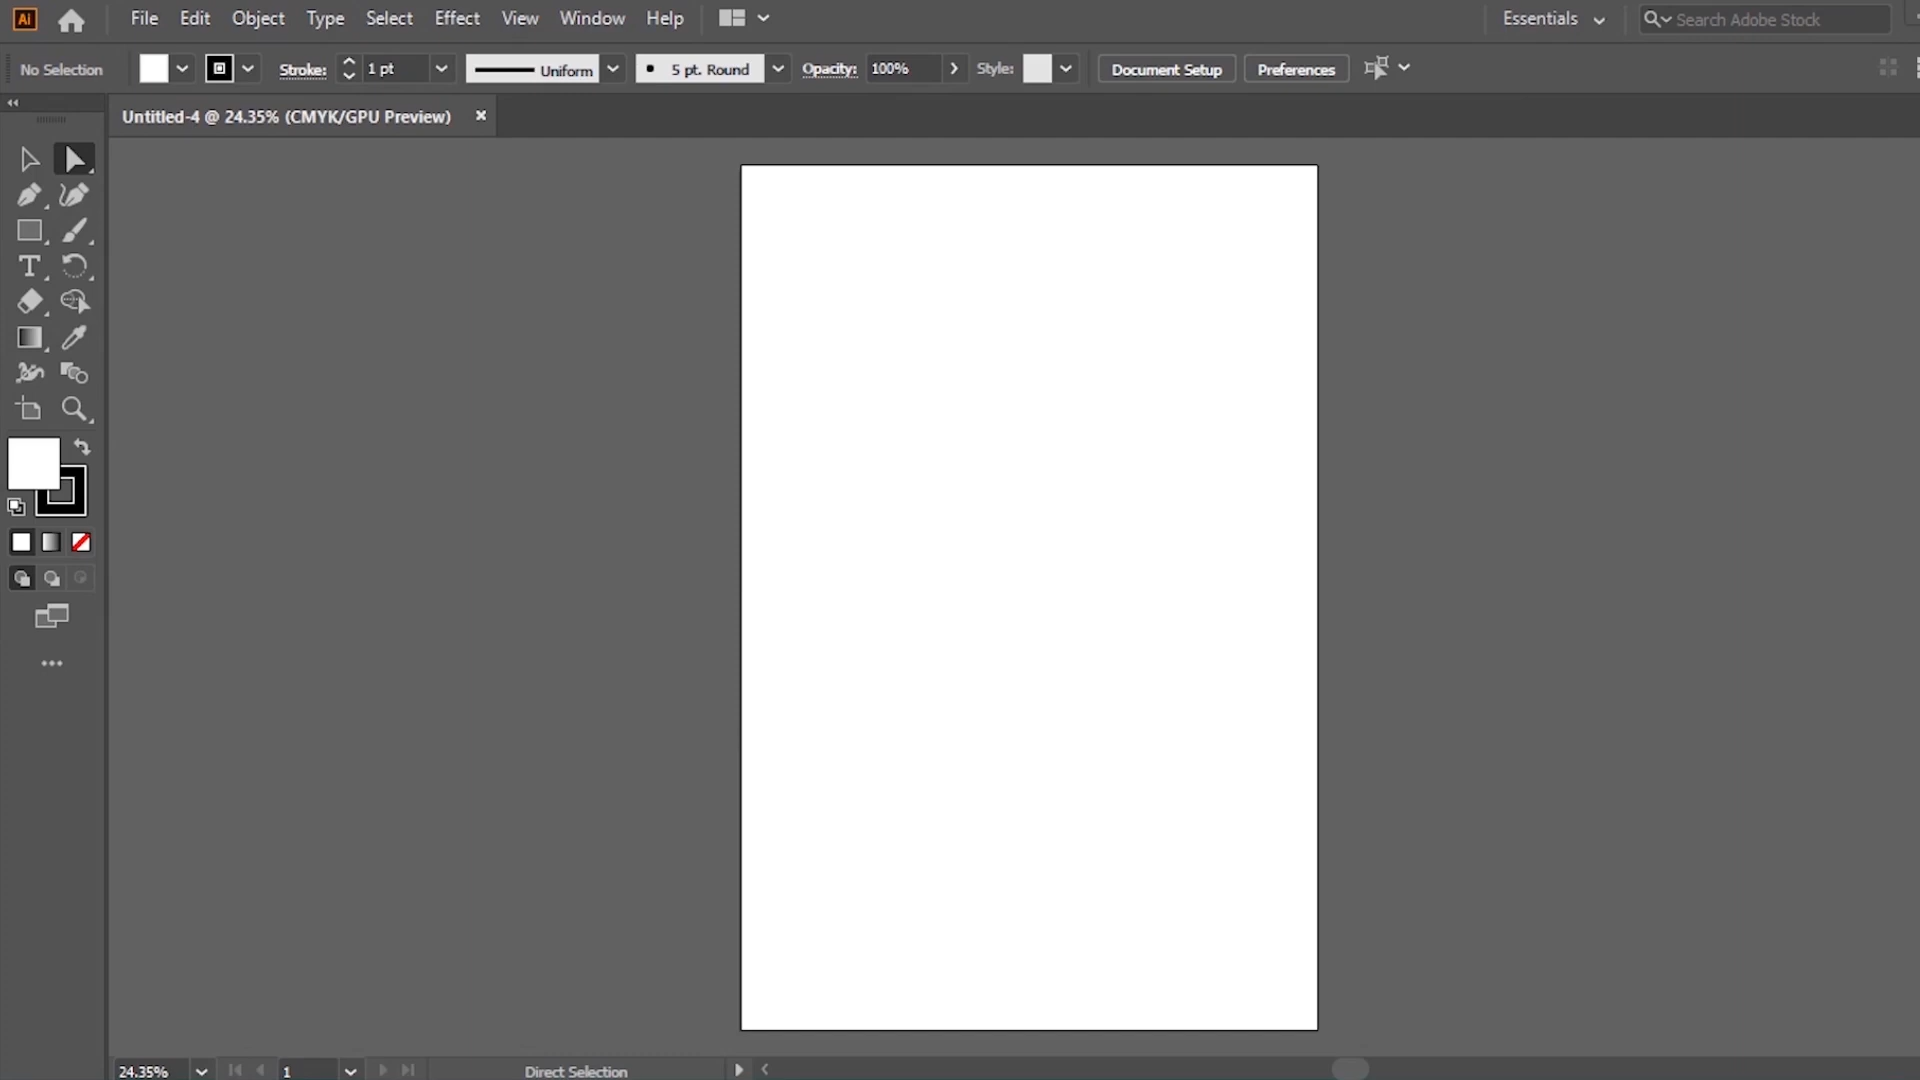 Ai File Edit Object Type Select Effect View Window Help Essentials Search Adobe Stock
No Selection Stroke: 1 pt Uniform 5 pt. Round Opacity: 100% Style: Document Setup Preferences
Untitled-4 @ 24.35% (CMYK/GPU Preview)
T
24.35% 1 Direct Selection